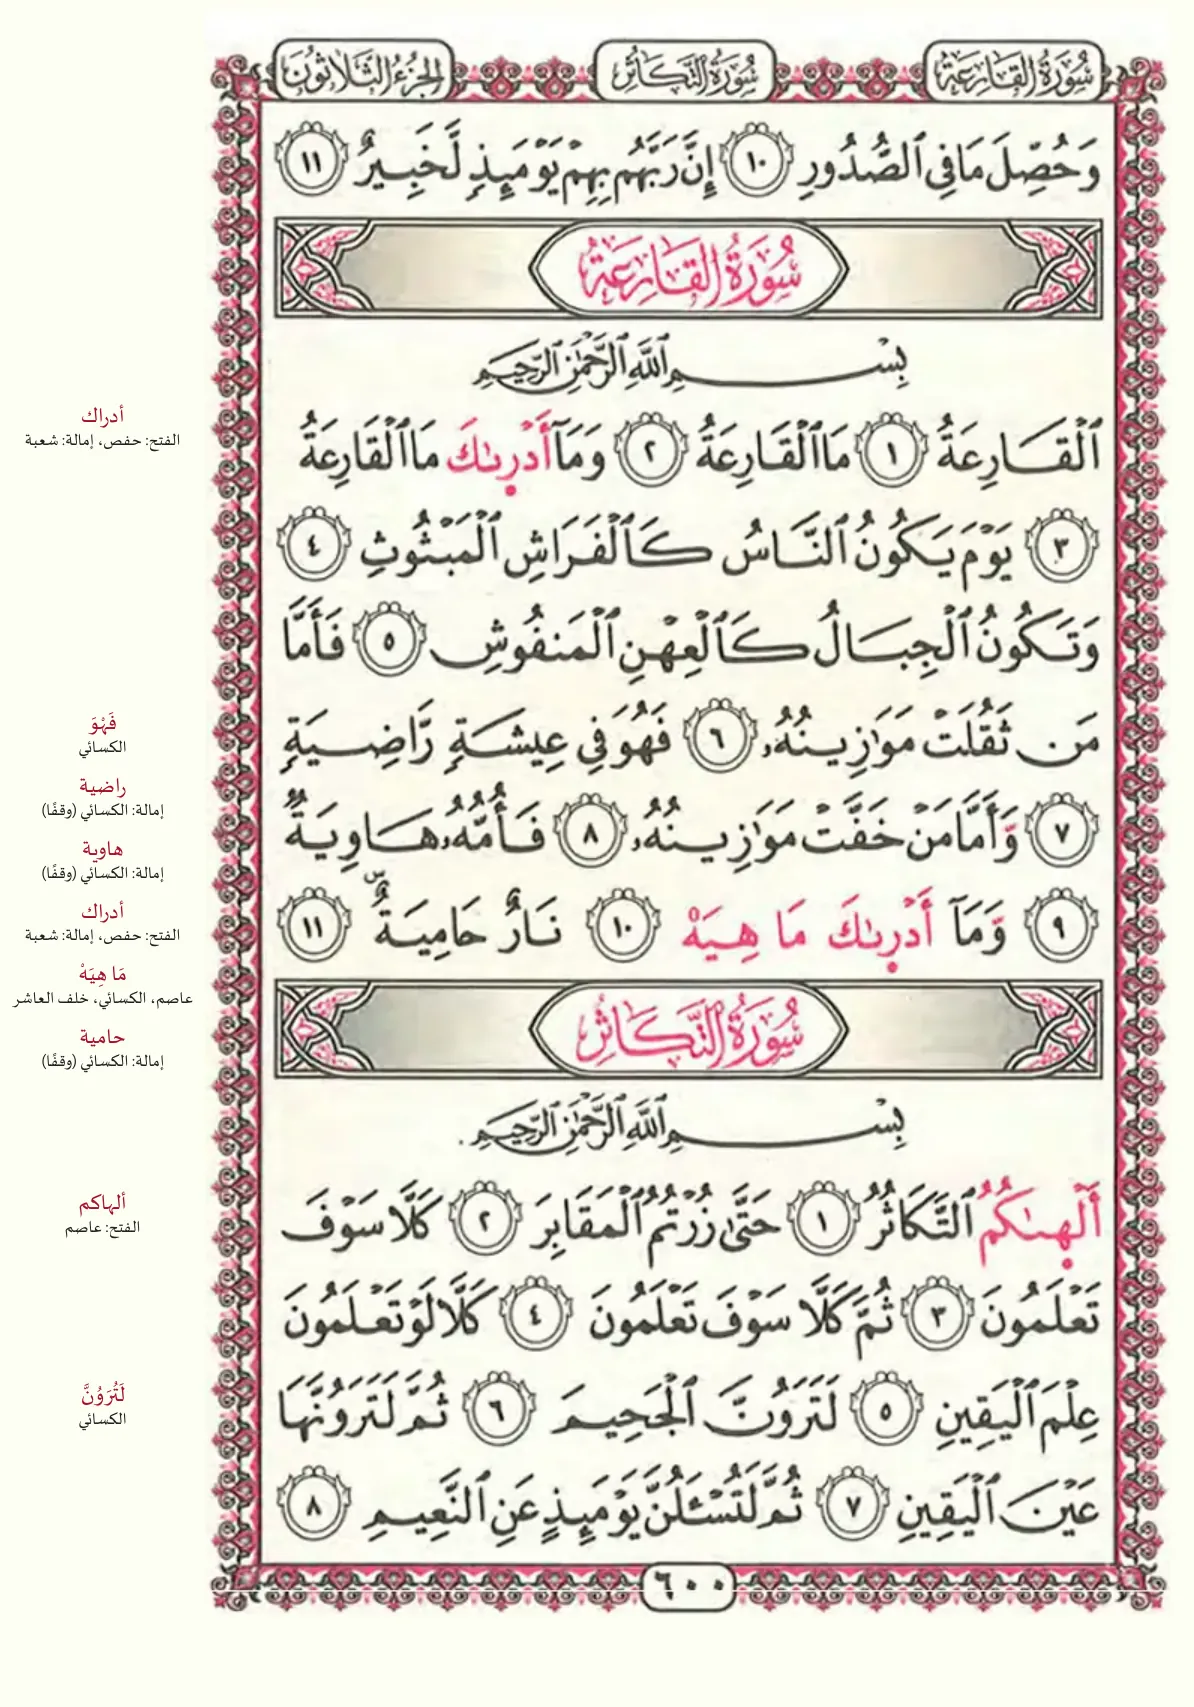 سُورَةُ القَارِعَةِ
سُورَةُ التَّكَاثُرِ
الجُزْءُ الثَّلَاثُونَ
وَحُصِّلَ مَا فِي ٱلصُّدُورِ ١٠ إِنَّ رَبَّهُم بِهِمۡ يَوۡمَئِذٖ لَّخَبِيرُۢ ١١
سُورَةُ القَارِعَةِ
بِسۡمِ ٱللَّهِ ٱلرَّحۡمَٰنِ ٱلرَّحِيمِ
ٱلۡقَارِعَةُ ١ مَا ٱلۡقَارِعَةُ ٢ وَمَآ أَدۡرِىٰكَ مَا ٱلۡقَارِعَةُ
٣ يَوۡمَ يَكُونُ ٱلنَّاسُ كَٱلۡفَرَاشِ ٱلۡمَبۡثُوثِ ٤
وَتَكُونُ ٱلۡجِبَالُ كَٱلۡعِهۡنِ ٱلۡمَنفُوشِ ٥ فَأَمَّا
مَن ثَقُلَتۡ مَوَٰزِينُهُۥ ٦ فَهُوَ فِي عِيشَةٖ رَّاضِيَةٖ
٧ وَّأَمَّا مَنۡ خَفَّتۡ مَوَٰزِينُهُۥ ٨ فَأُمُّهُۥ هَاوِيَةٞ
٩ وَّمَآ أَدۡرِىٰكَ مَا هِيَهۡ ١٠ نَارٌ حَامِيَةُۢ ١١
سُورَةُ التَّكَاثُرِ
بِسۡمِ ٱللَّهِ ٱلرَّحۡمَٰنِ ٱلرَّحِيمِ
أَلۡهِىٰكُمُ ٱلتَّكَاثُرُ ١ حَتَّىٰ زُرۡتُمُ ٱلۡمَقَابِرَ ٢ كَلَّا سَوۡفَ
تَعۡلَمُونَ ٣ ثُمَّ كَلَّا سَوۡفَ تَعۡلَمُونَ ٤ كَلَّا لَوۡ تَعۡلَمُونَ
عِلۡمَ ٱلۡيَقِينِ ٥ لَتَرَوُنَّ ٱلۡجَحِيمَ ٦ ثُمَّ لَتَرَوُنَّهَا
عَيۡنَ ٱلۡيَقِينِ ٧ ثُمَّ لَتُسۡـَٔلُنَّ يَوۡمَئِذٍ عَنِ ٱلنَّعِيمِ ٨
٦٠٠
أدراك
الفتح: حفص، إمالة: شعبة
فَهْوَ
الكسائي
راضية
إمالة: الكسائي (وقفًا)
هاوية
إمالة: الكسائي (وقفًا)
أدراك
الفتح: حفص، إمالة: شعبة
مَا هِيَهْ
عاصم، الكسائي، خلف العاشر
حامية
إمالة: الكسائي (وقفًا)
ألهاكم
الفتح: عاصم
لَتُرَوُنَّ
الكسائي